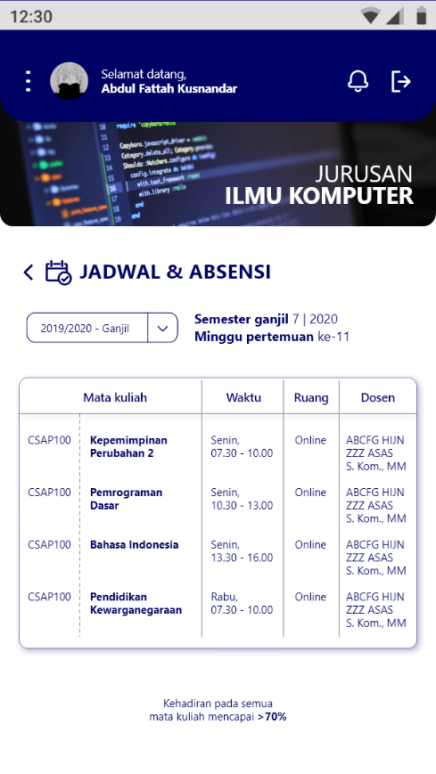 12:30
Selamat datang,
Abdul Fattah Kusnandar
JURUSAN
ILMU KOMPUTER
JADWAL & ABSENSI
2019/2020 - Ganjil
Semester ganjil 7 | 2020
Minggu pertemuan ke-11
Mata kuliah Waktu Ruang Dosen
CSAP100 Kepemimpinan Senin, Online ABCFG HIJN
Perubahan 2 07.30 - 10.00 ZZZ ASAS
S. Kom., MM
CSAP100 Pemrograman Senin, Online ABCFG HIJN
Dasar 10.30 - 13.00 ZZZ ASAS
S. Kom., MM
CSAP100 Bahasa Indonesia Senin, Online ABCFG HIJN
13.30 - 16.00 ZZZ ASAS
S. Kom., MM
CSAP100 Pendidikan Rabu, Online ABCFG HIJN
Kewarganegaraan 07.30 - 10.00 ZZZ ASAS
S. Kom., MM
Kehadiran pada semua
mata kuliah mencapai >70%